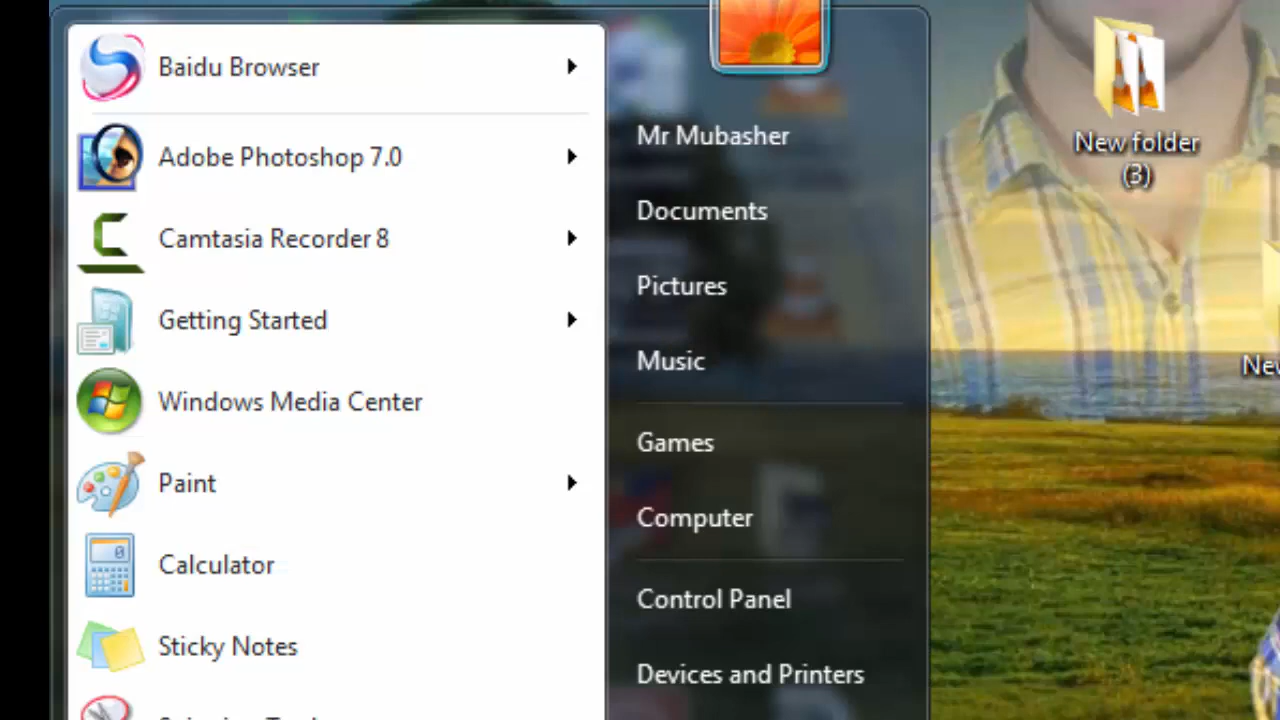 Baidu Browser
Adobe Photoshop 7.0
Camtasia Recorder 8
Getting Started
Windows Media Center
Paint
Calculator
Sticky Notes
Mr Mubasher
Documents
Pictures
Music
Games
Computer
Control Panel
Devices and Printers
New folder
(3)